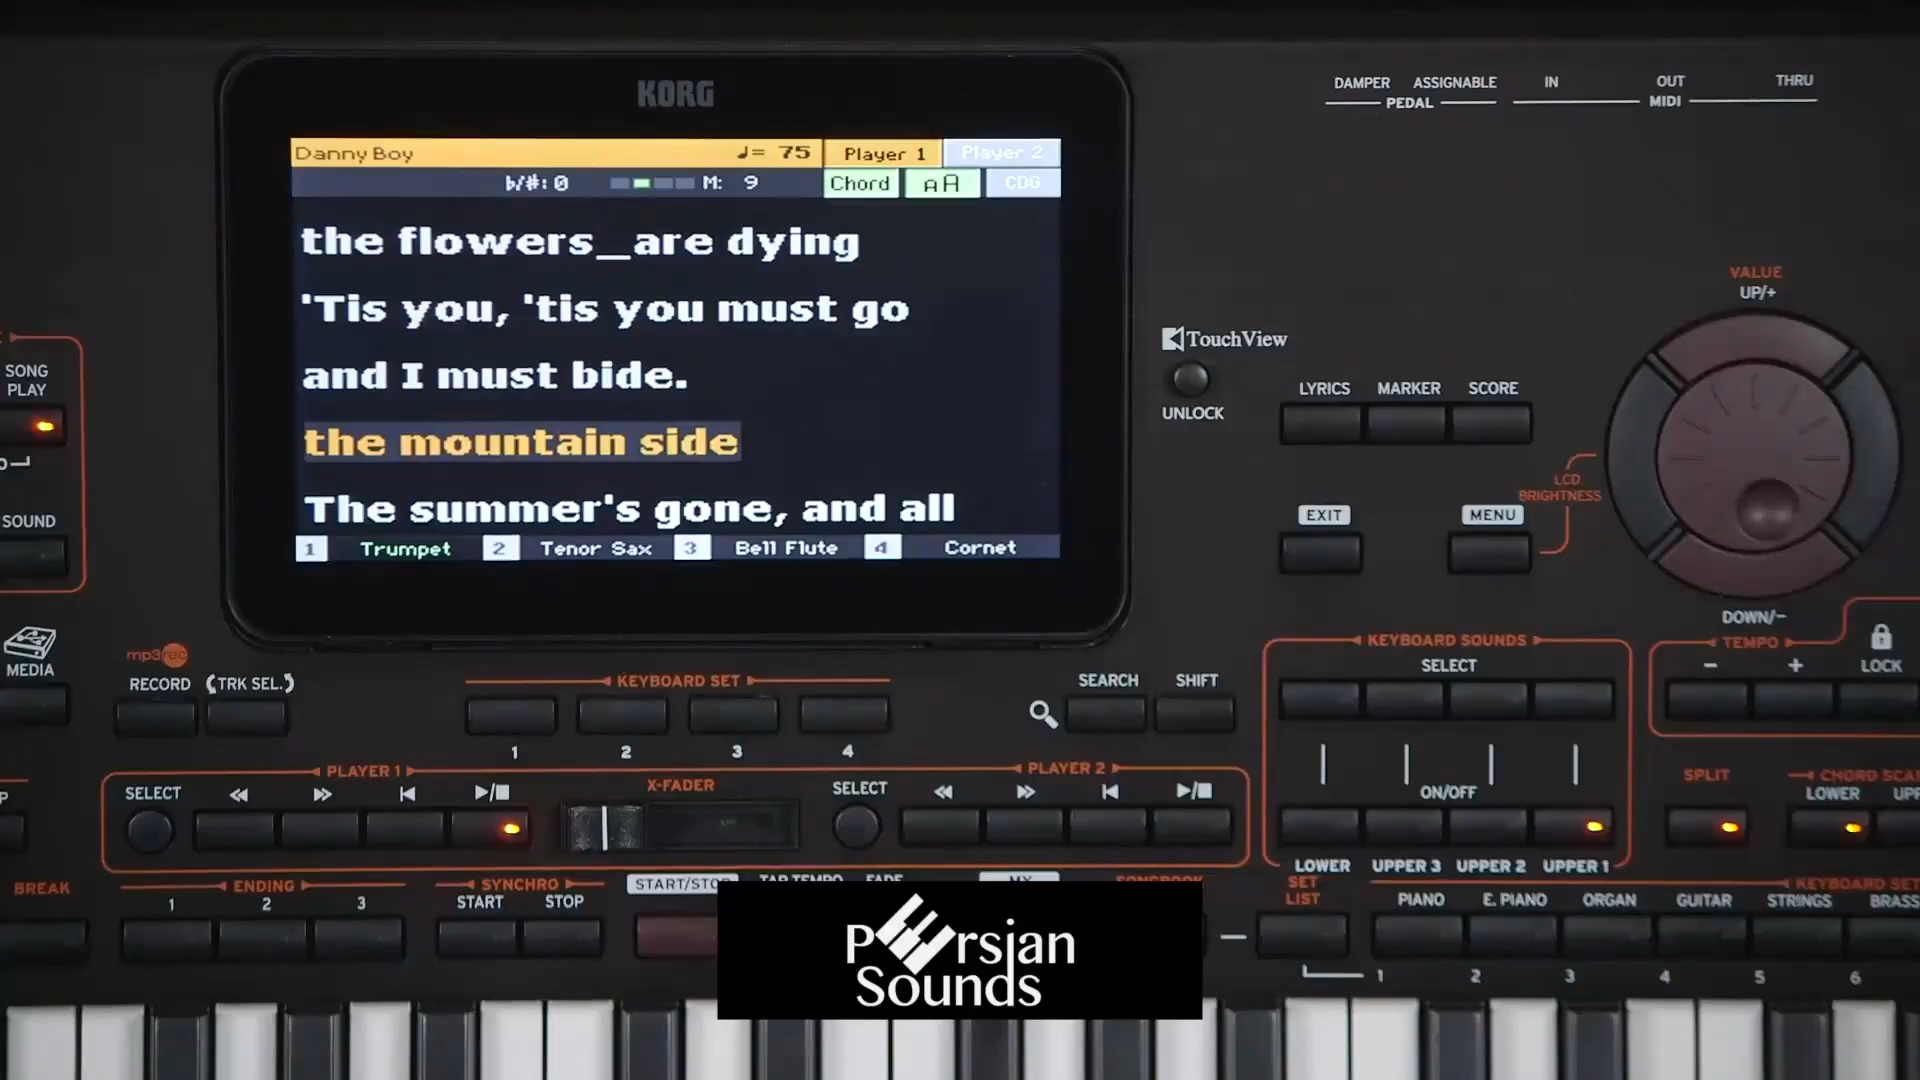 KORG
DAMPER ASSIGNABLE IN OUT THRU
PEDAL MIDI
Danny Boy ♩= 75 Player 1 Player 2
b/#: 0 M: 9 Chord AA CDG
the flowers_are dying
'Tis you, 'tis you must go
and I must bide.
the mountain side
The summer's gone, and all
1 Trumpet 2 Tenor Sax 3 Bell Flute 4 Cornet
VALUE
UP/+
TouchView
UNLOCK
LYRICS MARKER SCORE
LCD
BRIGHTNESS
EXIT MENU
DOWN/-
SONG
PLAY
SOUND
MEDIA
mp3rec
RECORD (TRK SEL.)
KEYBOARD SET
1 2 3 4
SEARCH SHIFT
KEYBOARD SOUNDS
SELECT
ON/OFF
LOWER UPPER 3 UPPER 2 UPPER 1
TEMPO
- + LOCK
SPLIT
LOWER
PLAYER 1 X-FADER PLAYER 2
SELECT SELECT
BREAK ENDING SYNCHRO
1 2 3 START STOP
SET
LIST
KEYBOARD SET
PIANO E. PIANO ORGAN GUITAR STRINGS BRASS
1 2 3 4 5 6
Persian
Sounds